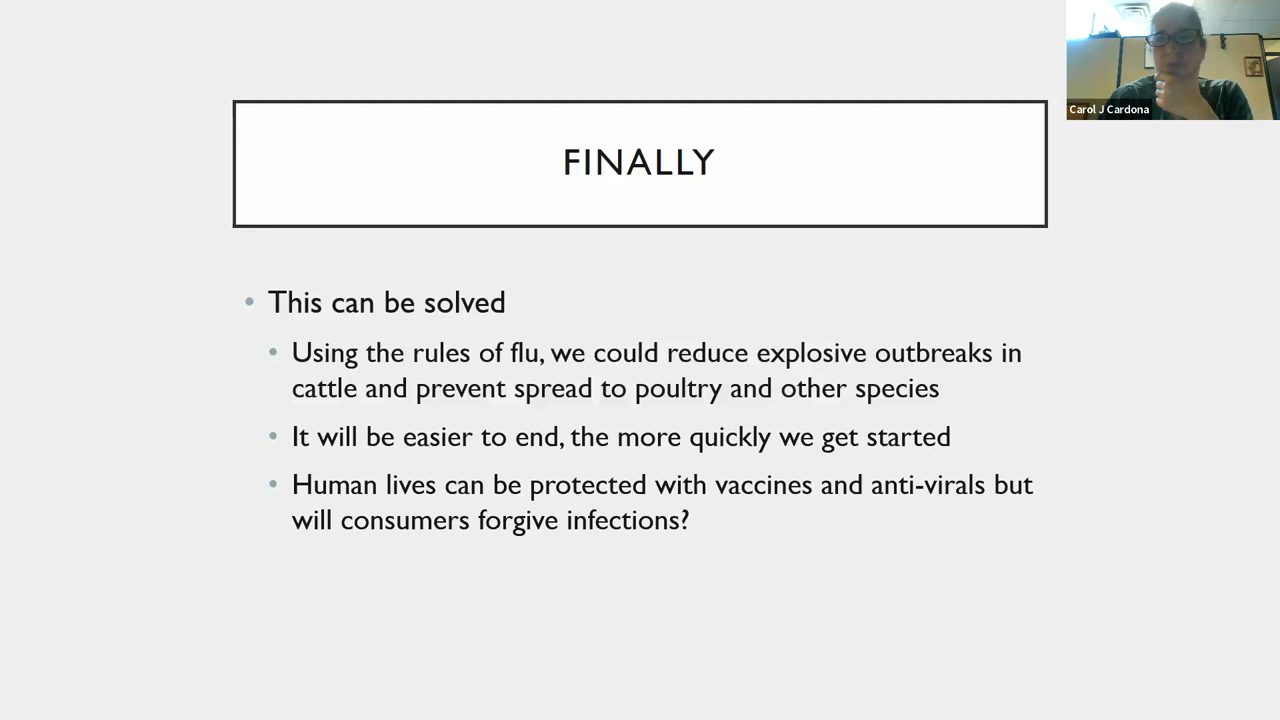 Carol J Cardona
FINALLY
• This can be solved
• Using the rules of flu, we could reduce explosive outbreaks in
cattle and prevent spread to poultry and other species
• It will be easier to end, the more quickly we get started
• Human lives can be protected with vaccines and anti-virals but
will consumers forgive infections?